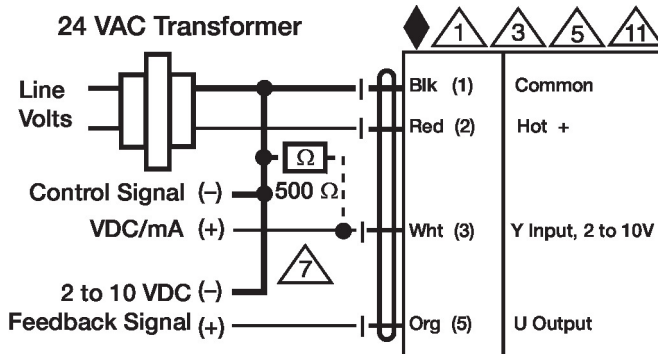 24 VAC Transformer
1 3 5 11
Line
Volts
Blk (1) Common
Red (2) Hot +
Ω
500 Ω
Control Signal (–)
VDC/mA (+)
Wht (3) Y Input, 2 to 10V
7
2 to 10 VDC (–)
Feedback Signal (+)
Org (5) U Output